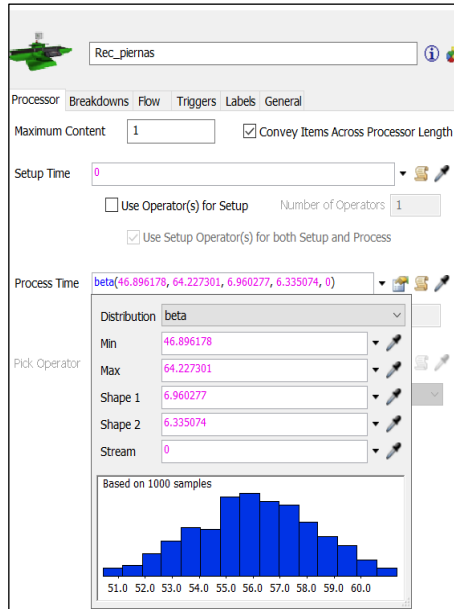 Rec_piernas
Processor Breakdowns Flow Triggers Labels General
Maximum Content 1 Convey Items Across Processor Length
Setup Time 0
Use Operator(s) for Setup Number of Operators 1
Use Setup Operator(s) for both Setup and Process
Process Time beta(46.896178, 64.227301, 6.960277, 6.335074, 0)
Distribution beta
Min 46.896178
Max 64.227301
Pick Operator
Shape 1 6.960277
Shape 2 6.335074
Stream 0
Based on 1000 samples
51.0 52.0 53.0 54.0 55.0 56.0 57.0 58.0 59.0 60.0